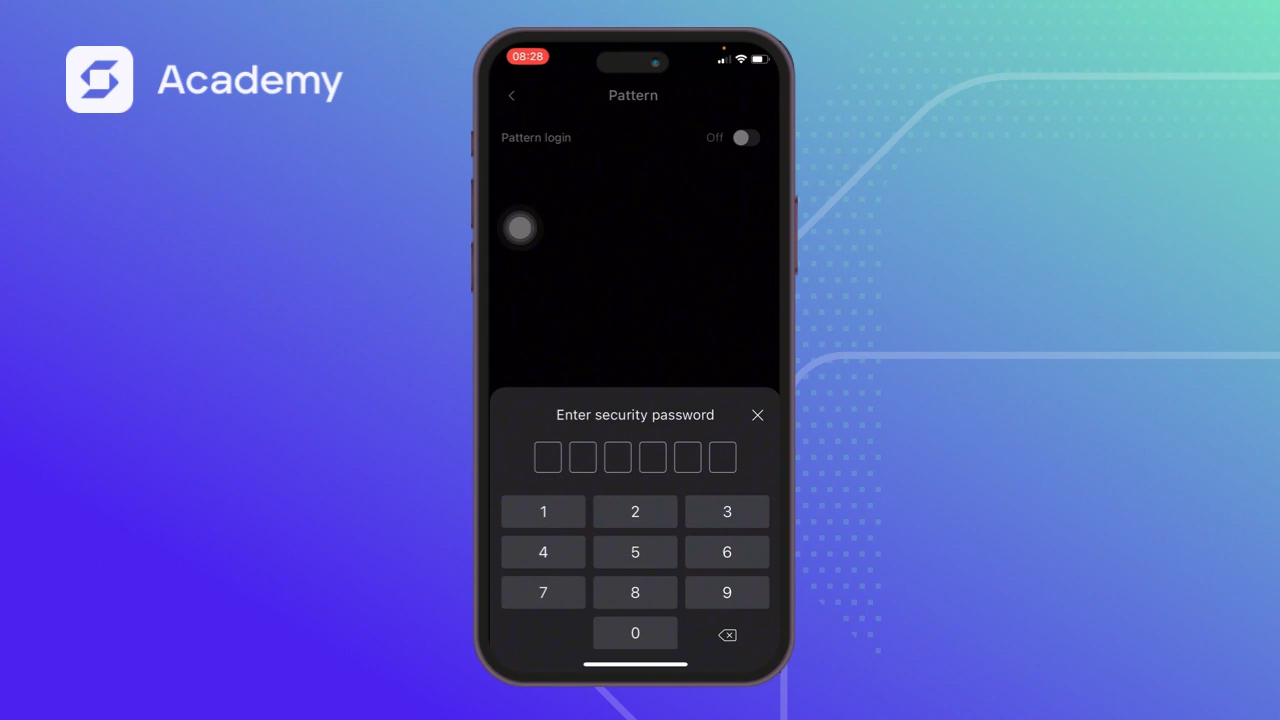 Academy
08:28
Pattern
Pattern login Off
Enter security password
1 2 3
4 5 6
7 8 9
0